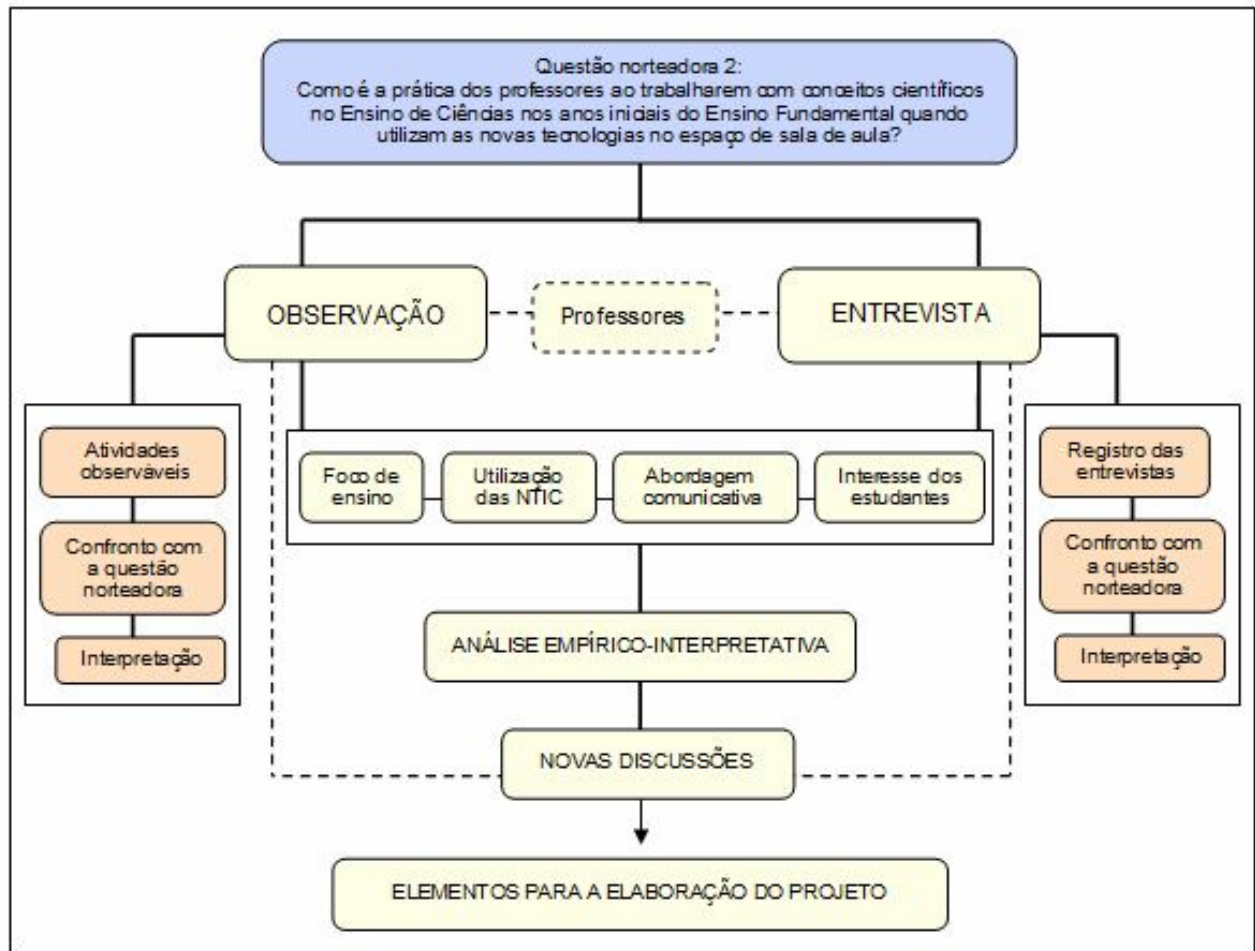 Questão norteadora 2:
Como é a prática dos professores ao trabalharem com conceitos científicos
no Ensino de Ciências nos anos iniciais do Ensino Fundamental quando
utilizam as novas tecnologias no espaço de sala de aula?
OBSERVAÇÃO
Professores
ENTREVISTA
Atividades
observáveis
Confronto com
a questão
norteadora
Interpretação
Foco de
ensino
Utilização
das NTIC
Abordagem
comunicativa
Interesse dos
estudantes
Registro das
entrevistas
Confronto com
a questão
norteadora
Interpretação
ANÁLISE EMPÍRICO-INTERPRETATIVA
NOVAS DISCUSSÕES
ELEMENTOS PARA A ELABORAÇÃO DO PROJETO